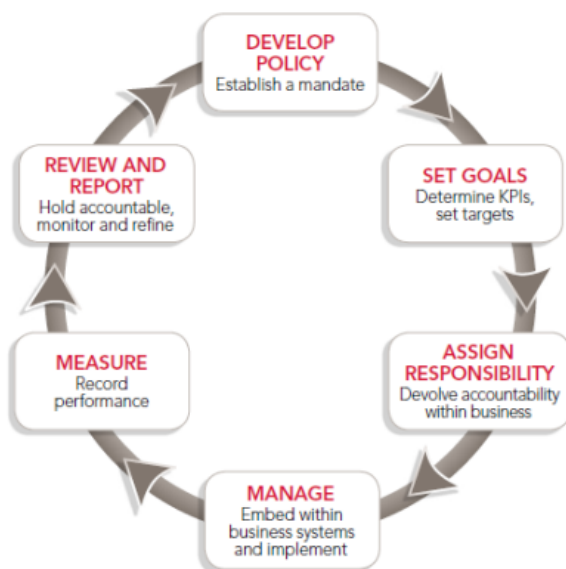 DEVELOP
POLICY
Establish a mandate
SET GOALS
Determine KPIs,
set targets
ASSIGN
RESPONSIBILITY
Devolve accountability
within business
MANAGE
Embed within
business systems
and implement
MEASURE
Record
performance
REVIEW AND
REPORT
Hold accountable,
monitor and refine